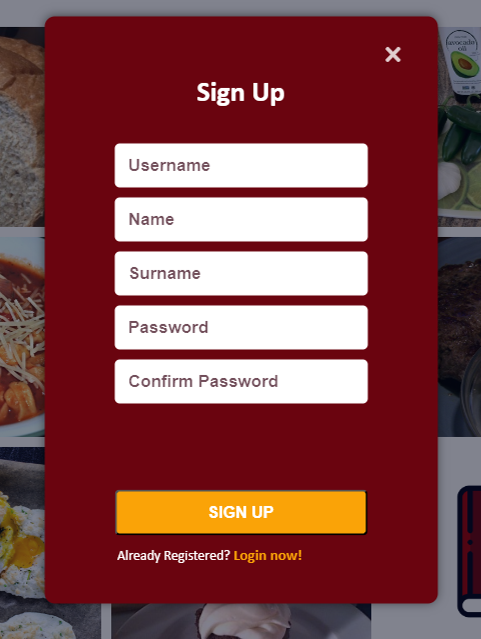 avocado
oil
×
Sign Up
Username
Name
Surname
Password
Confirm Password
SIGN UP
Already Registered? Login now!